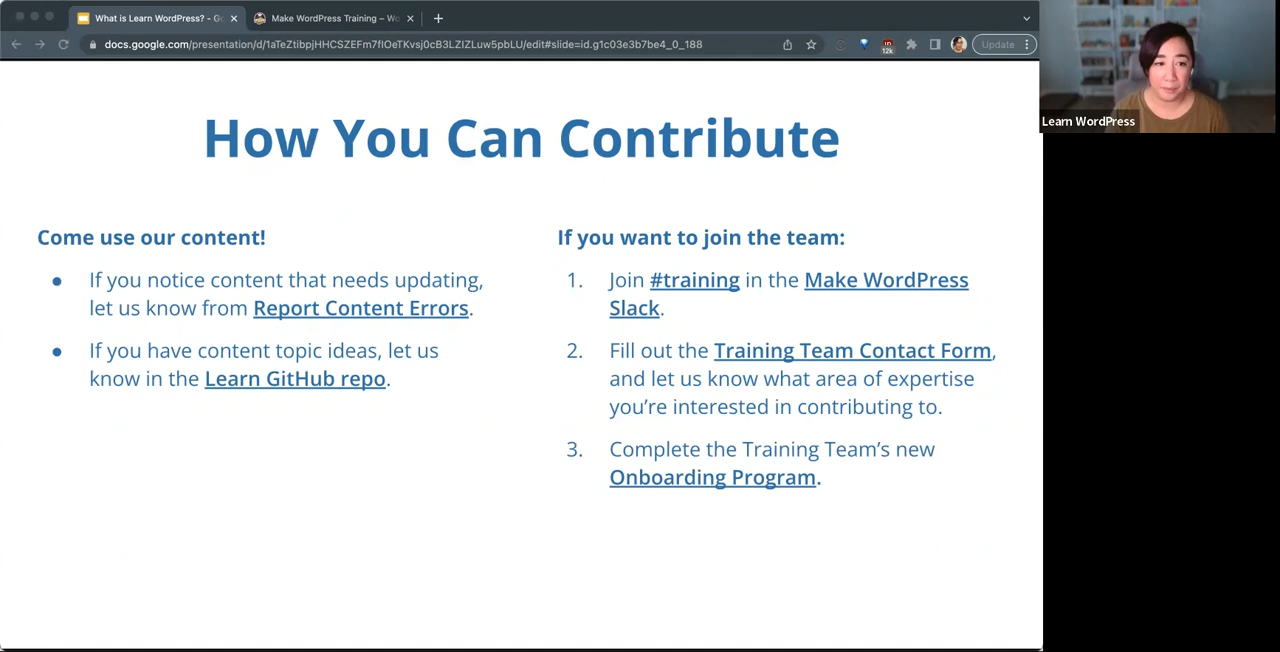 What is Learn WordPress? - Go
Make WordPress Training – Wo
docs.google.com/presentation/d/1aTeZtibpjHHCSZEFm7flOeTKvsj0cB3LZIZLuw5pbLU/edit#slide=id.g1c03e3b7be4_0_188
12k
Update
Learn WordPress
How You Can Contribute
Come use our content!
● If you notice content that needs updating,
let us know from Report Content Errors.
● If you have content topic ideas, let us
know in the Learn GitHub repo.
If you want to join the team:
1. Join #training in the Make WordPress
Slack.
2. Fill out the Training Team Contact Form,
and let us know what area of expertise
you’re interested in contributing to.
3. Complete the Training Team’s new
Onboarding Program.